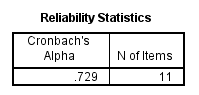 Reliability Statistics
Cronbach's Alpha N of Items
.729 11